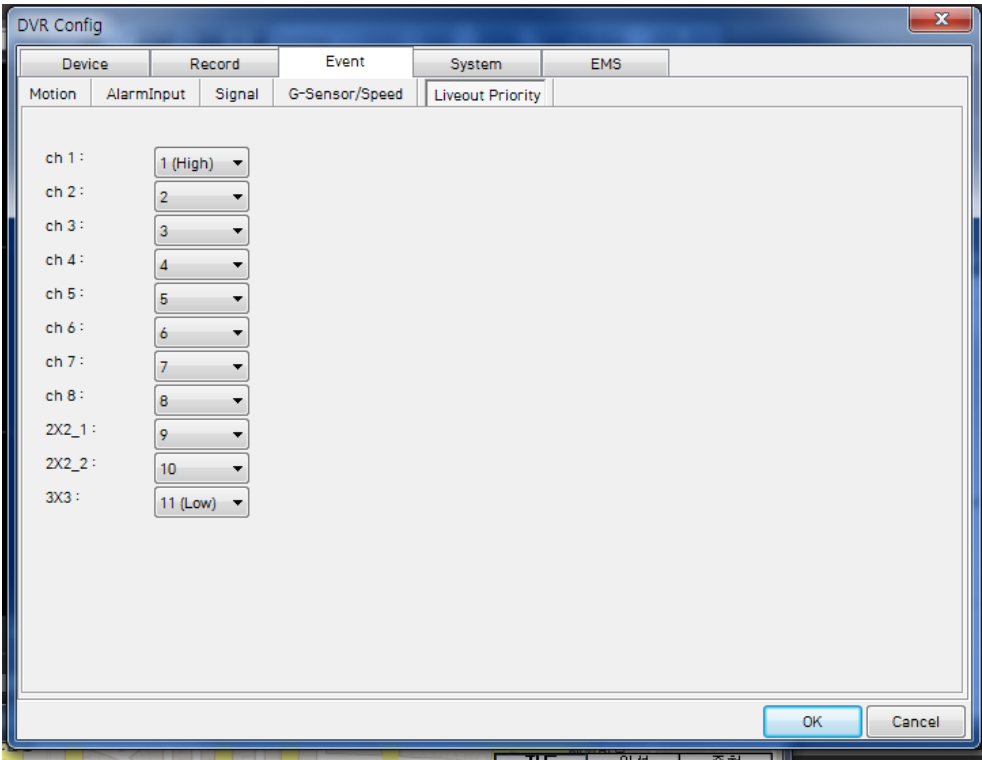 DVR Config
Device Record Event System EMS
Motion AlarmInput Signal G-Sensor/Speed Liveout Priority
ch 1 : 1 (High)
ch 2 : 2
ch 3 : 3
ch 4 : 4
ch 5 : 5
ch 6 : 6
ch 7 : 7
ch 8 : 8
2X2_1 : 9
2X2_2 : 10
3X3 : 11 (Low)
OK Cancel